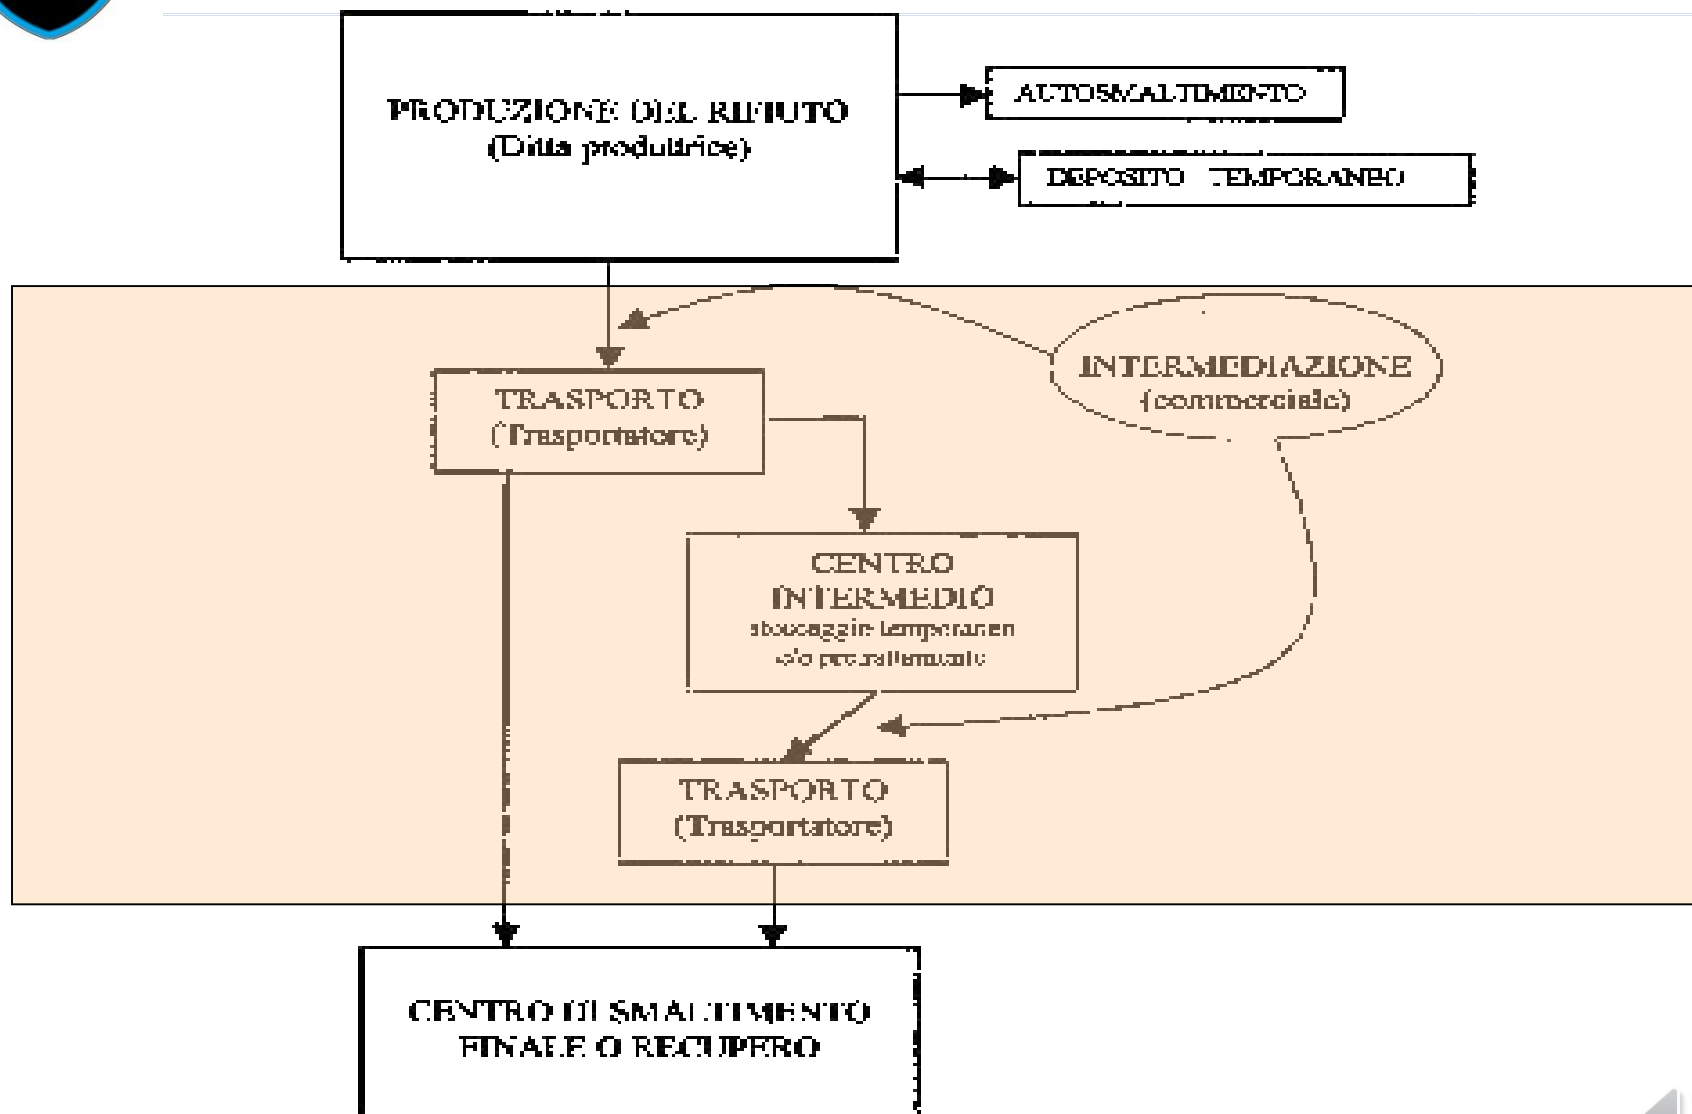 PRODUZIONE DEL RIFIUTO
(Ditta produttrice)
AUTOSMALTIMENTO
DEPOSITO TEMPORANEO
INTERMEDIAZIONE
(commerciale)
TRASPORTO
(Trasportatore)
CENTRO
INTERMEDIO
stoccaggio temporaneo
e/o pretrattamento
TRASPORTO
(Trasportatore)
CENTRO DI SMALTIMENTO
FINALE O RECUPERO